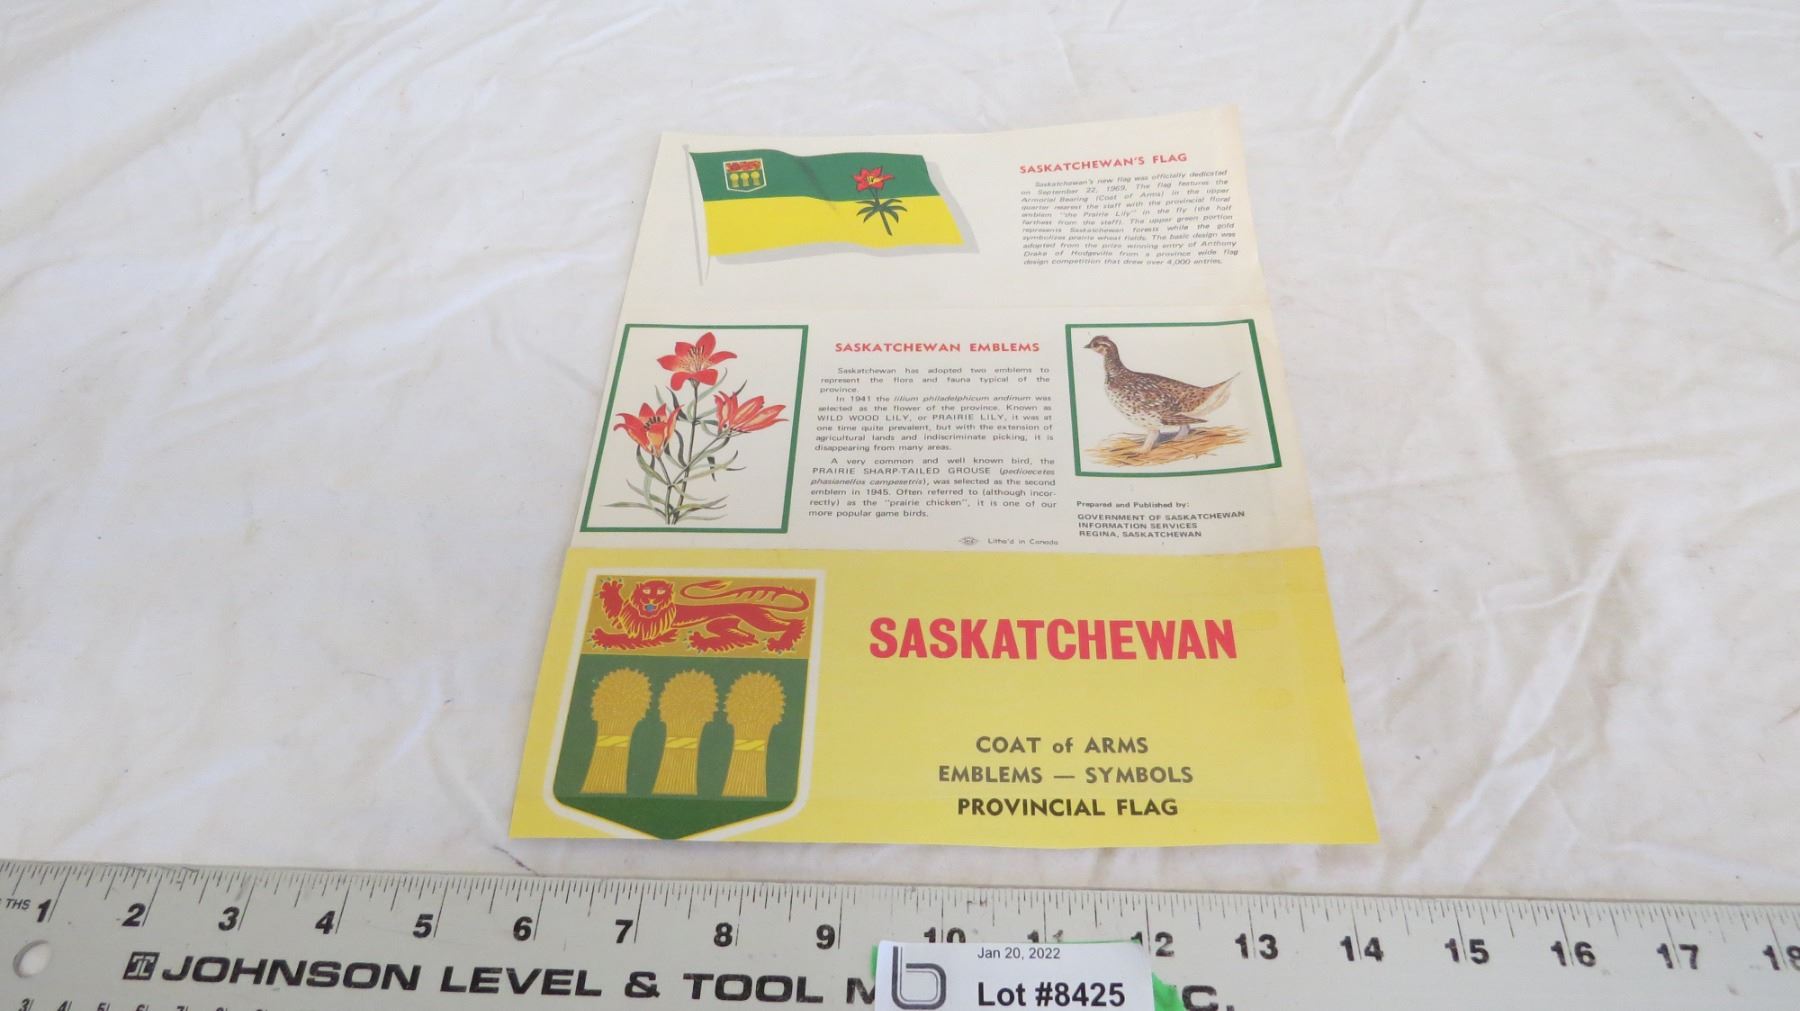 SASKATCHEWAN'S FLAG
Saskatchewan's new flag was officially dedicated
on September 22, 1969. The flag features the
Armorial Bearing (Coat of Arms) in the upper
quarter nearest the staff with the provincial floral
emblem "the Prairie Lily" in the fly (the half
farthest from the staff). The upper green portion
represents Saskatchewan forests while the gold
symbolizes prairie wheat fields. The basic design was
adopted from the prize winning entry of Anthony
Drake of Hodgeville from a province wide flag
design competition that drew over 4,000 entries.
SASKATCHEWAN EMBLEMS
Saskatchewan has adopted two emblems to
represent the flora and fauna typical of the
province.
In 1941 the lilium philadelphicum andinum was
selected as the flower of the province. Known as
WILD WOOD LILY, or PRAIRIE LILY, it was at
one time quite prevalent, but with the extension of
agricultural lands and indiscriminate picking, it is
disappearing from many areas.
A very common and well known bird, the
PRAIRIE SHARP-TAILED GROUSE (pedioecetes
phasianellos campesetris), was selected as the second
emblem in 1945. Often referred to (although incor-
rectly) as the "prairie chicken", it is one of our
more popular game birds.
Litho'd in Canada
Prepared and Published by:
GOVERNMENT OF SASKATCHEWAN
INFORMATION SERVICES
REGINA, SASKATCHEWAN
SASKATCHEWAN
COAT of ARMS
EMBLEMS — SYMBOLS
PROVINCIAL FLAG
THS 1 2 3 4 5 6 7 8 9 10 11 12 13 14 15 16 17 18
JOHNSON LEVEL & TOOL M C.
3 4 5 6 7 8
Jan 20, 2022
b Lot #8425